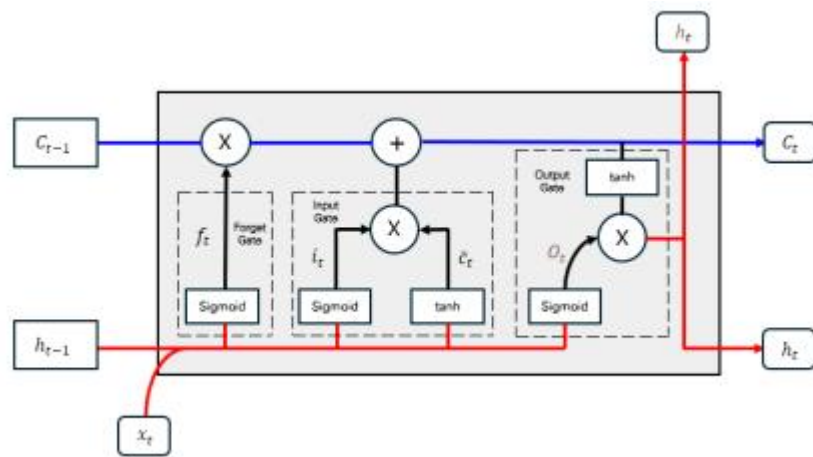 h_t
C_{t-1}
X
+
C_t
Output
Gate
tanh
Input
Gate
f_t
Forget
Gate
X
X
i_t
c̃_t
O_t
Sigmoid
Sigmoid
tanh
Sigmoid
h_{t-1}
h_t
x_t